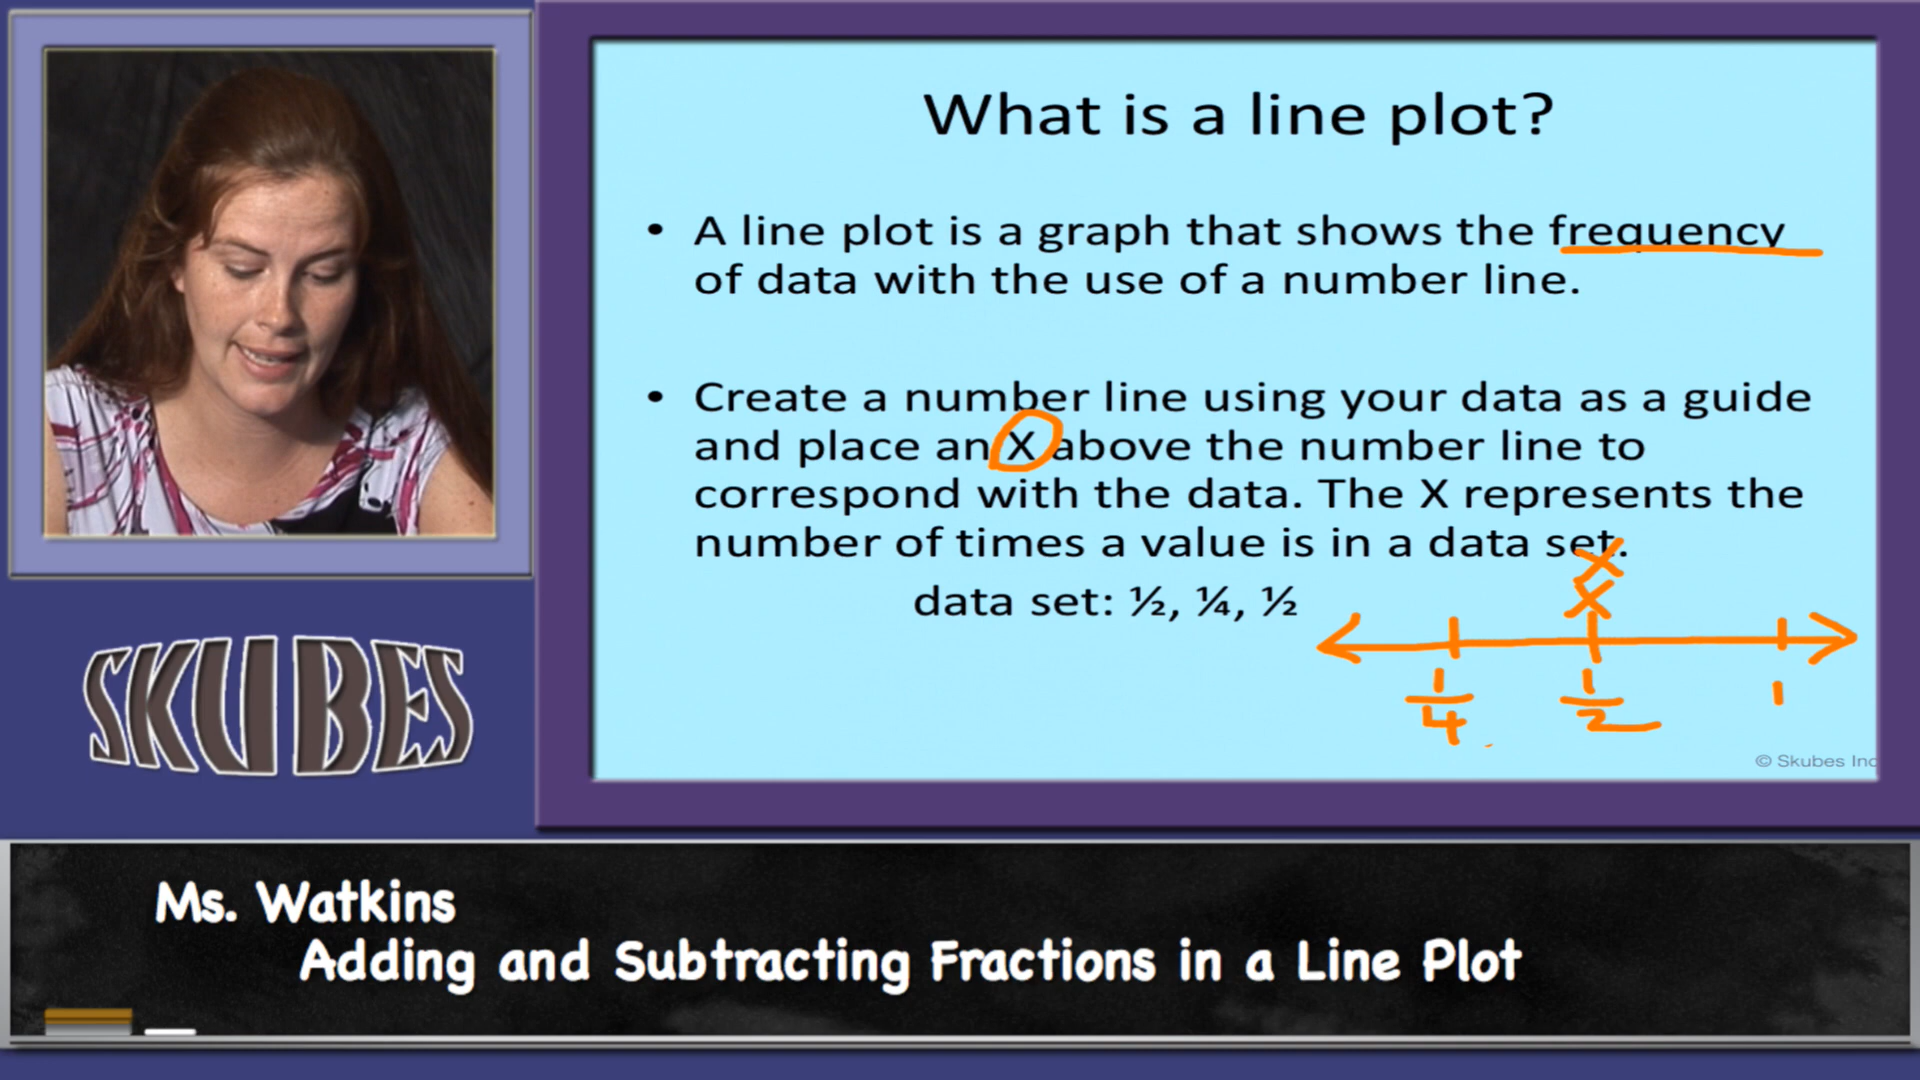 What is a line plot?
• A line plot is a graph that shows the frequency
of data with the use of a number line.
• Create a number line using your data as a guide
and place an X above the number line to
correspond with the data. The X represents the
number of times a value is in a data set.
data set: ½, ¼, ½
X
X
1/4 1/2 1
© Skubes Inc
SKUBES
Ms. Watkins
Adding and Subtracting Fractions in a Line Plot